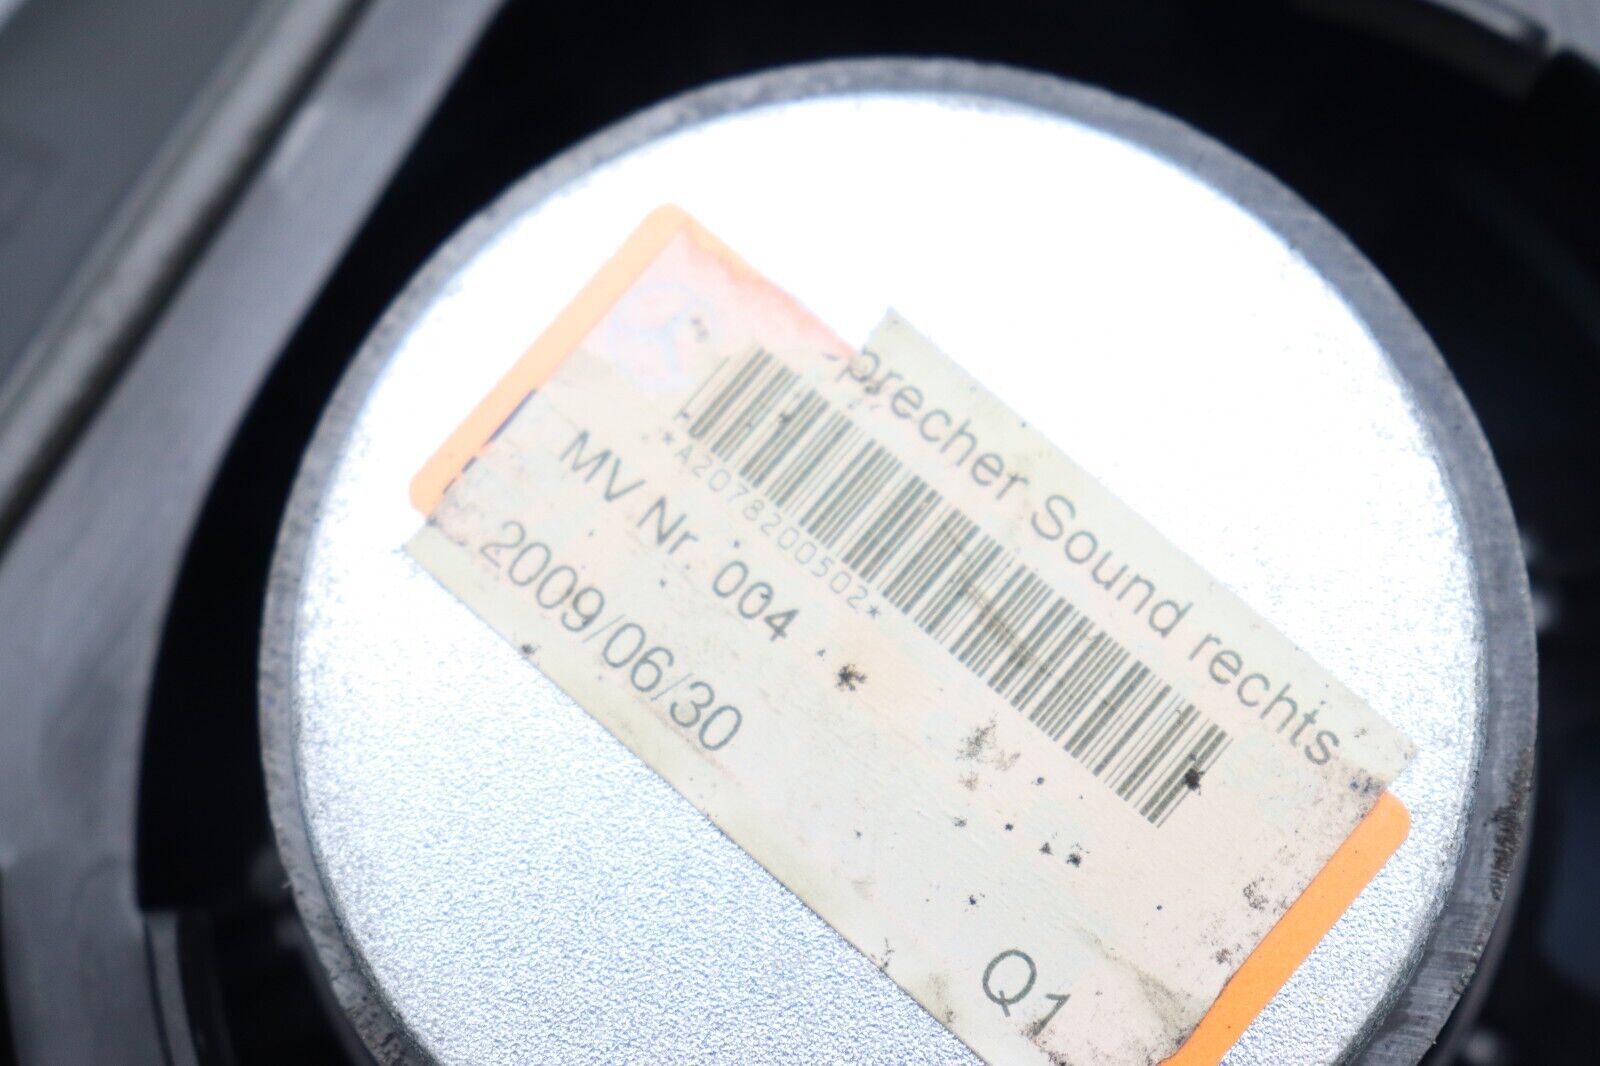 precher Sound rechts
*A2078200502*
MV Nr. 004
2009/06/30
Q1